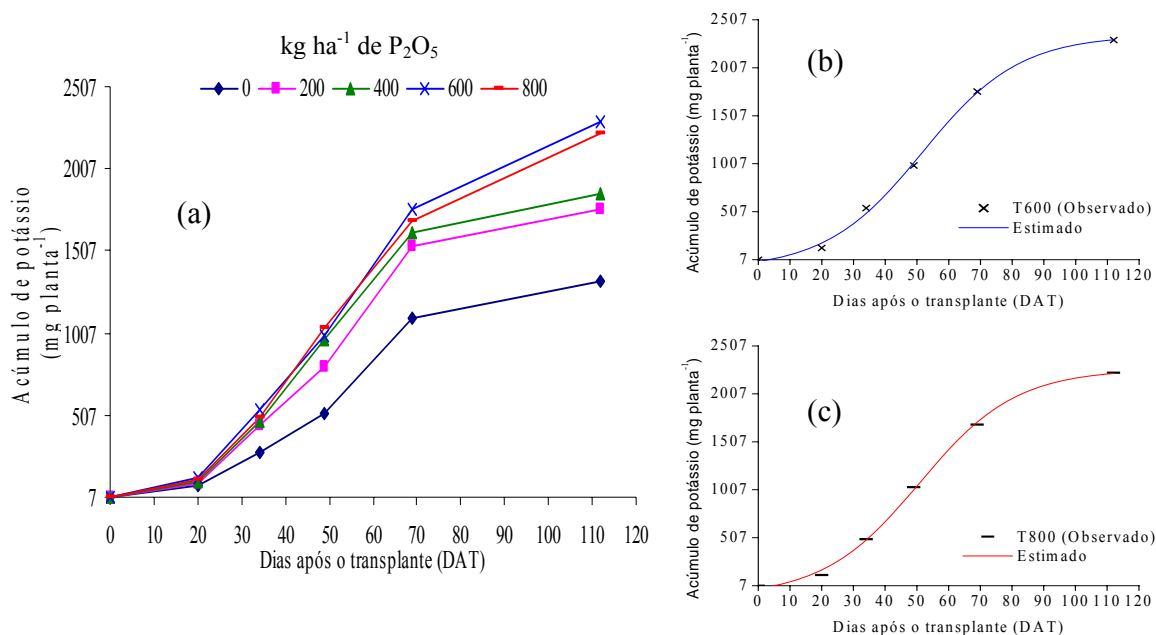 kg ha⁻¹ de P₂O₅
0 200 400 600 800
Acúmulo de potássio
(mg planta⁻¹)
2507
2007
1507
1007
507
7
(a)
0 10 20 30 40 50 60 70 80 90 100 110 120
Dias após o transplante (DAT)
Acúmulo de potássio (mg planta⁻¹)
2507
2007
1507
1007
507
7
(b)
T600 (Observado)
Estimado
0 10 20 30 40 50 60 70 80 90 100 110 120
Dias após o transplante (DAT)
Acúmulo de potássio (mg planta⁻¹)
2507
2007
1507
1007
507
7
(c)
T800 (Observado)
Estimado
0 10 20 30 40 50 60 70 80 90 100 110 120
Dias após o transplante (DAT)